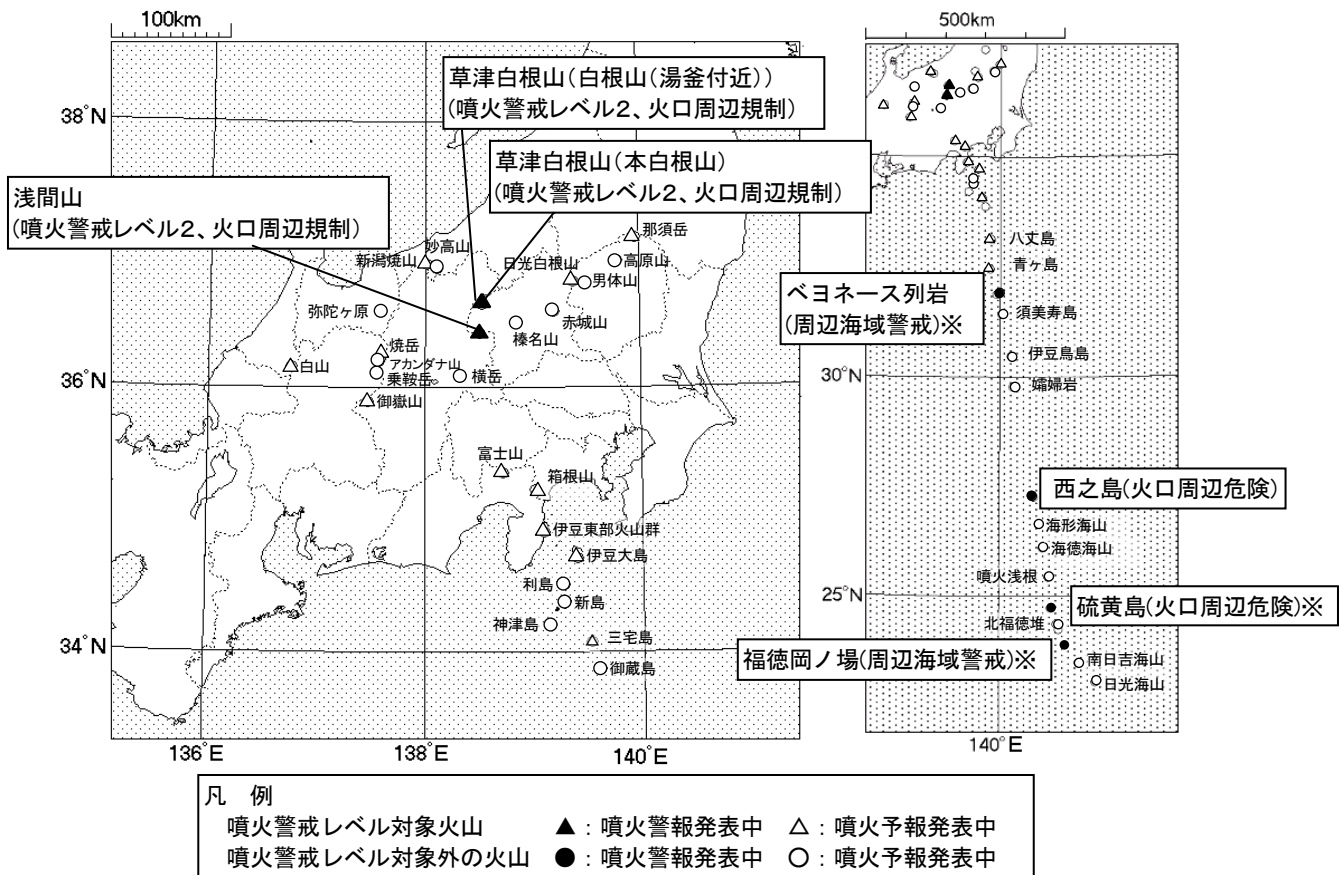 100km
500km
草津白根山(白根山(湯釜付近))
(噴火警戒レベル2、火口周辺規制)
38°N
草津白根山(本白根山)
(噴火警戒レベル2、火口周辺規制)
浅間山
(噴火警戒レベル2、火口周辺規制)
那須岳
妙高山
新潟焼山
日光白根山
高原山
男体山
弥陀ヶ原
赤城山
榛名山
焼岳
アカンダナ山
白山
乗鞍岳
横岳
36°N
御嶽山
富士山
箱根山
伊豆東部火山群
伊豆大島
利島
新島
神津島
三宅島
34°N
御蔵島
136°E
138°E
140°E
八丈島
青ヶ島
ベヨネース列岩
(周辺海域警戒)※
須美寿島
伊豆鳥島
30°N
孀婦岩
西之島(火口周辺危険)
海形海山
海徳海山
噴火浅根
25°N
硫黄島(火口周辺危険)※
北福徳堆
福徳岡ノ場(周辺海域警戒)※
南日吉海山
日光海山
140°E
凡 例
噴火警戒レベル対象火山 ▲:噴火警報発表中 △:噴火予報発表中
噴火警戒レベル対象外の火山 ●:噴火警報発表中 ○:噴火予報発表中